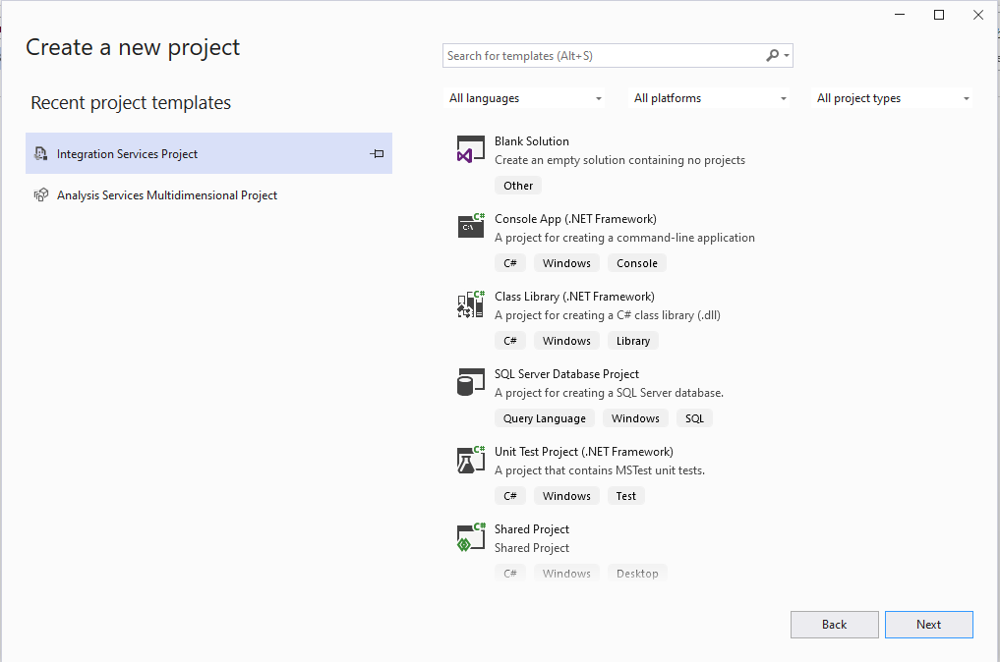 Create a new project
Search for templates (Alt+S)
Recent project templates
All languages
All platforms
All project types
Integration Services Project
Analysis Services Multidimensional Project
Blank Solution
Create an empty solution containing no projects
Other
C#
C:\
Console App (.NET Framework)
A project for creating a command-line application
C# Windows Console
C#
Class Library (.NET Framework)
A project for creating a C# class library (.dll)
C# Windows Library
SQL Server Database Project
A project for creating a SQL Server database.
Query Language Windows SQL
C#
Unit Test Project (.NET Framework)
A project that contains MSTest unit tests.
C# Windows Test
C#
Shared Project
Shared Project
C# Windows Desktop
Back
Next